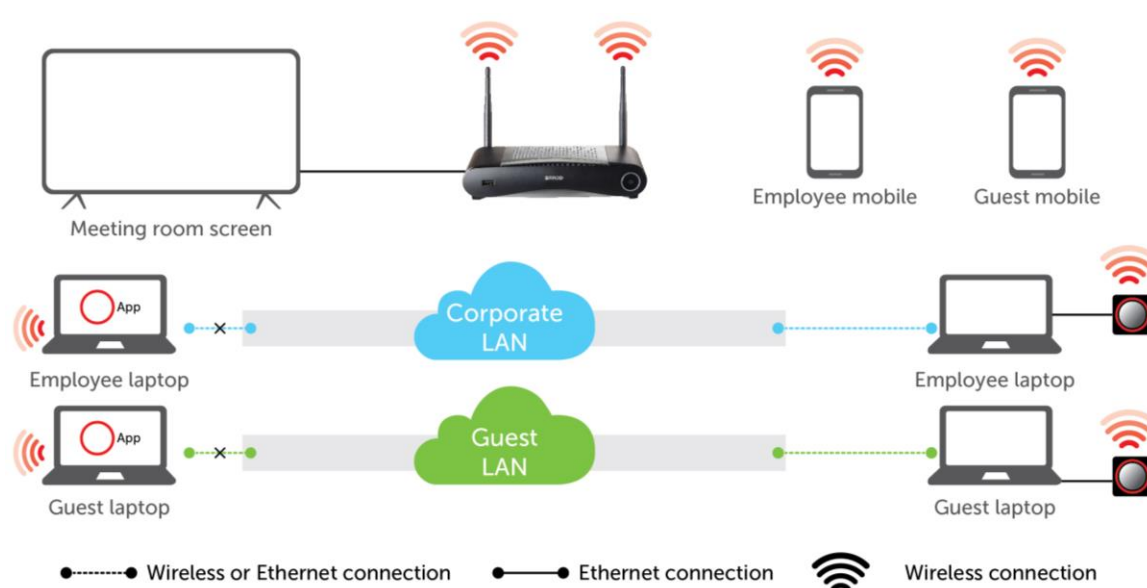 Meeting room screen
Employee mobile
Guest mobile
App
Corporate
LAN
Employee laptop
Employee laptop
App
Guest
LAN
Guest laptop
Guest laptop
Wireless or Ethernet connection
Ethernet connection
Wireless connection